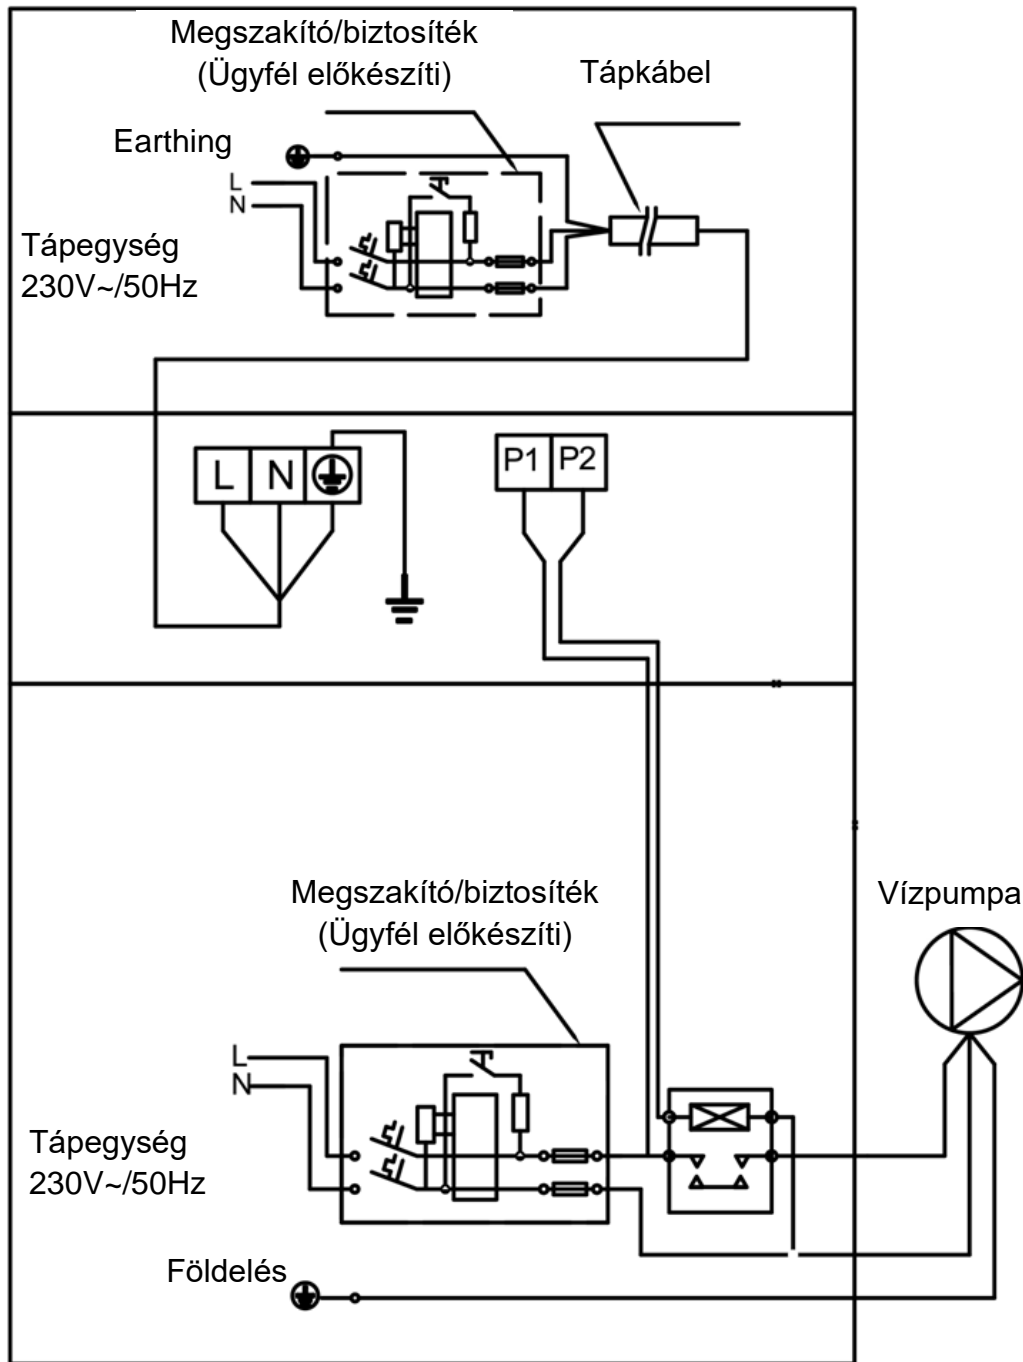 Megszakító/biztosíték
(Ügyfél előkészíti)
Tápkábel
Earthing
L
N
Tápegység
230V~/50Hz
L N
P1 P2
Megszakító/biztosíték
(Ügyfél előkészíti)
Vízpumpa
L
N
Tápegység
230V~/50Hz
Földelés